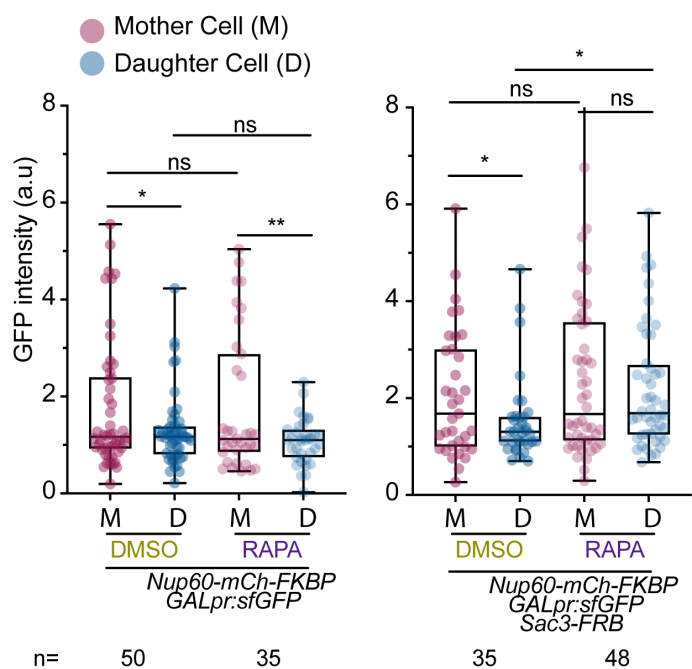 Mother Cell (M)
Daughter Cell (D)
GFP intensity (a.u)
8
6
4
2
0
ns
ns
*
**
M D M D
DMSO RAPA
Nup60-mCh-FKBP
GALpr:sfGFP
8
6
4
2
0
*
ns ns
*
M D M D
DMSO RAPA
Nup60-mCh-FKBP
GALpr:sfGFP
Sac3-FRB
n= 50 35 35 48